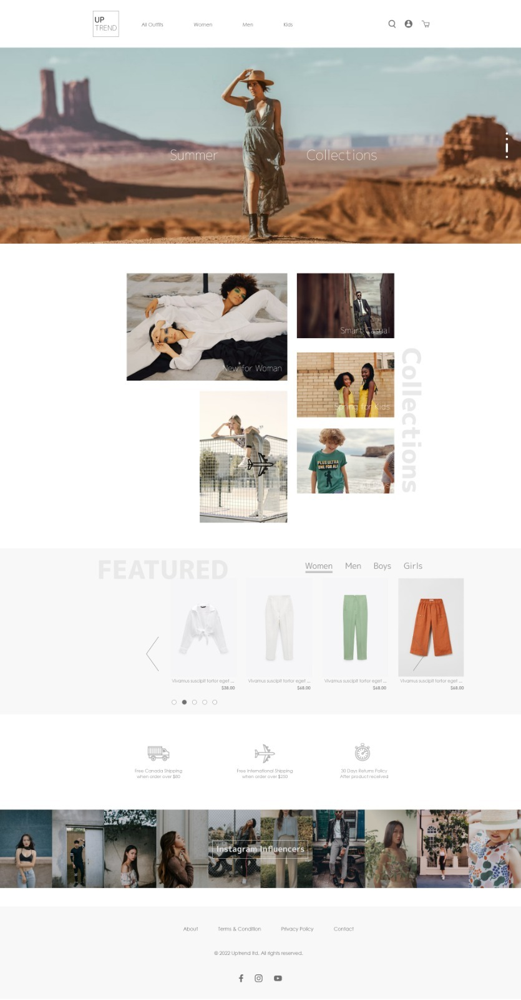 UP
TREND
All Outfits
Women
Men
Kids
Summer
Collections
New for Woman
Smart Casual
Spring for Kids
PLUS ULTRA
ONE FOR ALL
Collections
FEATURED
Women
Men
Boys
Girls
Vivamus suscipit tortor eget ...
$38.00
Vivamus suscipit tortor eget ...
$68.00
Vivamus suscipit tortor eget ...
$68.00
Vivamus suscipit tortor eget ...
$68.00
Free Canada Shipping
when order over $80
Free International Shipping
when order over $250
30 Days Returns Policy
After product received
Instagram Influencers
About
Terms & Condition
Privacy Policy
Contact
© 2022 Uptrend ltd. All rights reserved.